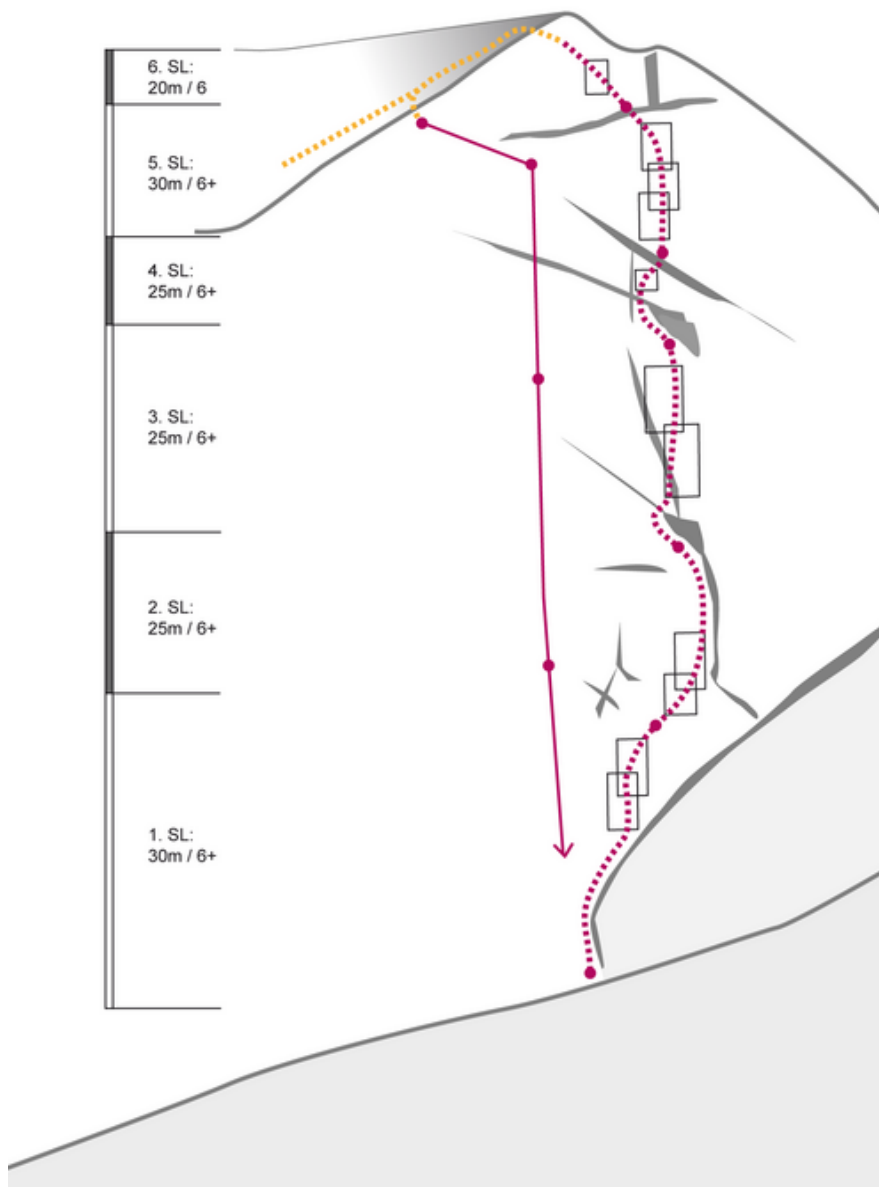 6. SL:
20m / 6
5. SL:
30m / 6+
4. SL:
25m / 6+
3. SL:
25m / 6+
2. SL:
25m / 6+
1. SL:
30m / 6+